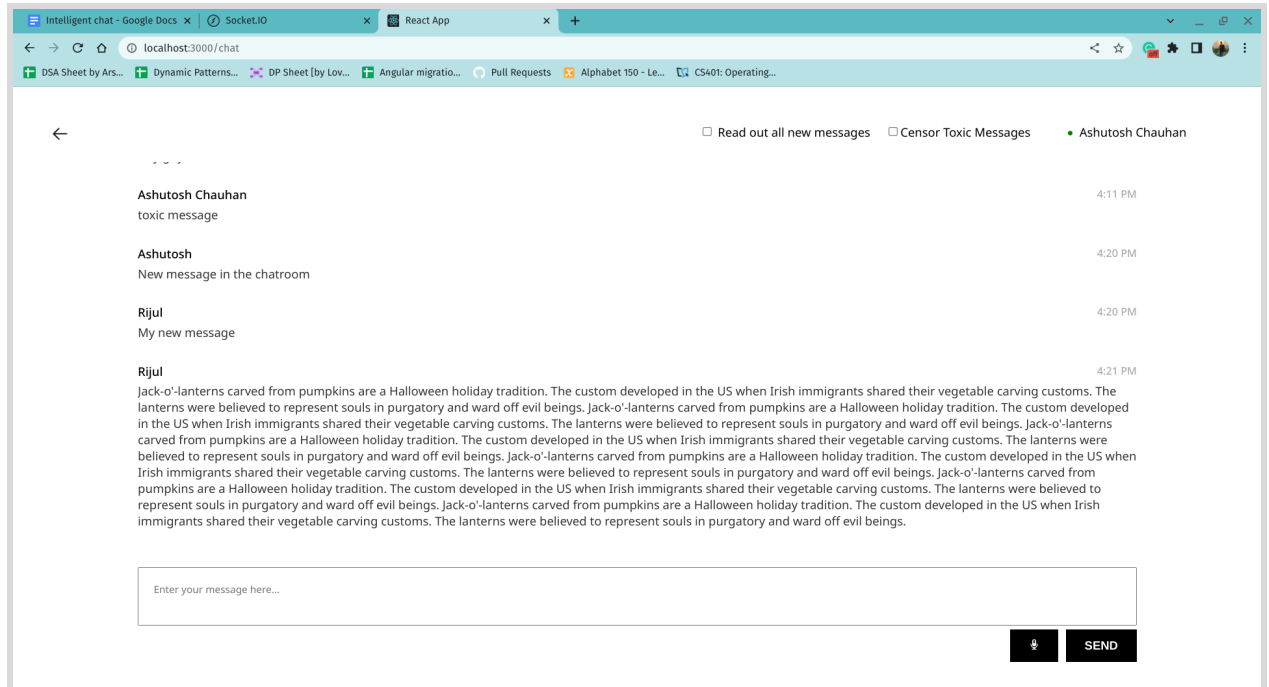 Intelligent chat - Google Docs
Socket.IO
React App
localhost:3000/chat
off
DSA Sheet by Ars...
Dynamic Patterns...
DP Sheet [by Lov...
Angular migratio...
Pull Requests
Alphabet 150 - Le...
CS401: Operating...
Read out all new messages
Censor Toxic Messages
Ashutosh Chauhan
Ashutosh Chauhan
4:11 PM
toxic message
Ashutosh
4:20 PM
New message in the chatroom
Rijul
4:20 PM
My new message
Rijul
4:21 PM
Jack-o'-lanterns carved from pumpkins are a Halloween holiday tradition. The custom developed in the US when Irish immigrants shared their vegetable carving customs. The
lanterns were believed to represent souls in purgatory and ward off evil beings. Jack-o'-lanterns carved from pumpkins are a Halloween holiday tradition. The custom developed
in the US when Irish immigrants shared their vegetable carving customs. The lanterns were believed to represent souls in purgatory and ward off evil beings. Jack-o'-lanterns
carved from pumpkins are a Halloween holiday tradition. The custom developed in the US when Irish immigrants shared their vegetable carving customs. The lanterns were
believed to represent souls in purgatory and ward off evil beings. Jack-o'-lanterns carved from pumpkins are a Halloween holiday tradition. The custom developed in the US when
Irish immigrants shared their vegetable carving customs. The lanterns were believed to represent souls in purgatory and ward off evil beings. Jack-o'-lanterns carved from
pumpkins are a Halloween holiday tradition. The custom developed in the US when Irish immigrants shared their vegetable carving customs. The lanterns were believed to
represent souls in purgatory and ward off evil beings. Jack-o'-lanterns carved from pumpkins are a Halloween holiday tradition. The custom developed in the US when Irish
immigrants shared their vegetable carving customs. The lanterns were believed to represent souls in purgatory and ward off evil beings.
Enter your message here...
SEND